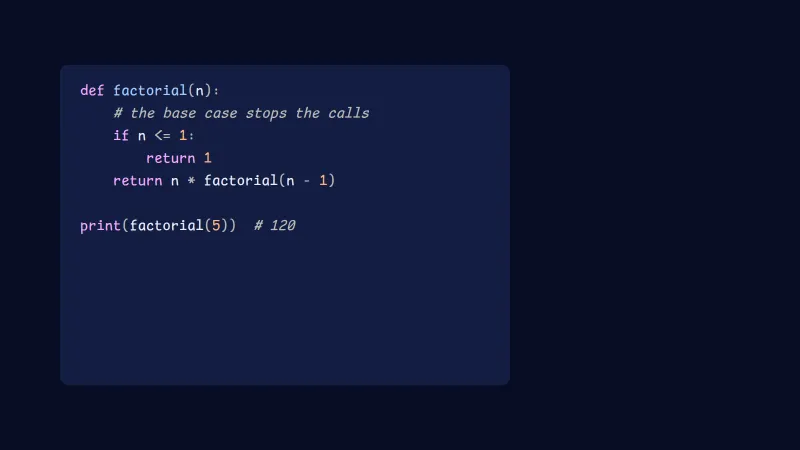 def factorial(n):
    # the base case stops the calls
    if n <= 1:
        return 1
    return n * factorial(n - 1)

print(factorial(5))  # 120